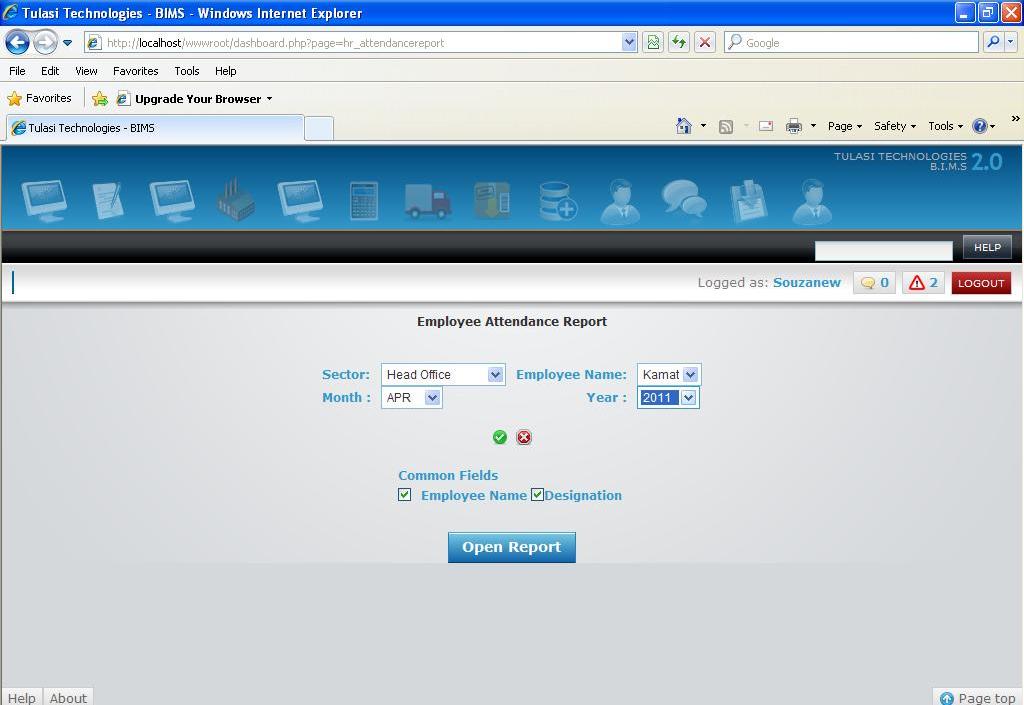 Tulasi Technologies - BIMS - Windows Internet Explorer
http://localhost/wwwroot/dashboard.php?page=hr_attendancereport
Google
File Edit View Favorites Tools Help
Favorites Upgrade Your Browser
Tulasi Technologies - BIMS
Page Safety Tools
TULASI TECHNOLOGIES 2.0
B.I.M.S
HELP
Logged as: Souzanew 0 2 LOGOUT
Employee Attendance Report
Sector: Head Office Employee Name: Kamat
Month : APR Year : 2011
Common Fields
Employee Name Designation
Open Report
Help About Page top